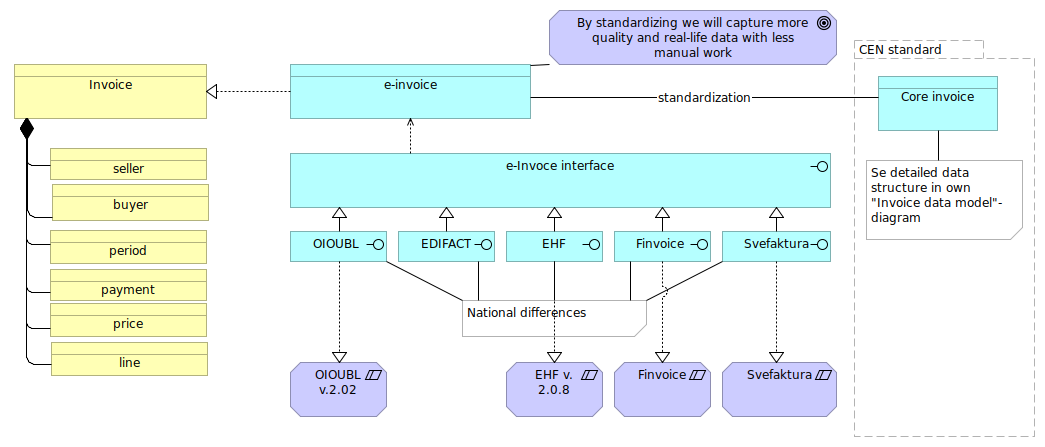 By standardizing we will capture more
quality and real-life data with less
manual work
CEN standard
Invoice
e-invoice
standardization
Core invoice
seller
buyer
period
payment
price
line
e-Invoce interface
Se detailed data
structure in own
"Invoice data model"-
diagram
OIOUBL
EDIFACT
EHF
Finvoice
Svefaktura
National differences
OIOUBL
v.2.02
EHF v.
2.0.8
Finvoice
Svefaktura